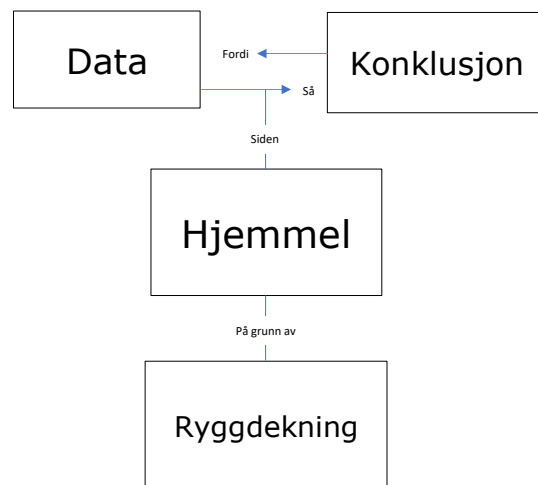 Data
Fordi
Konklusjon
Så
Siden
Hjemmel
På grunn av
Ryggdekning